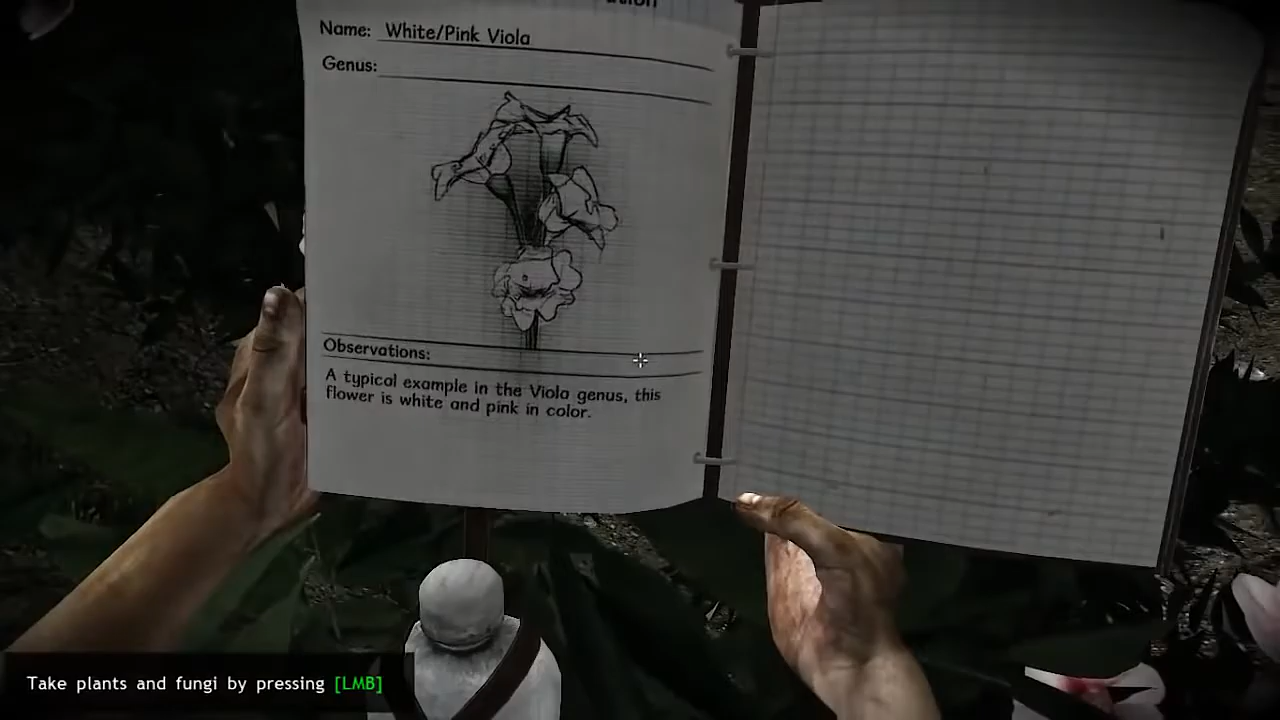 Name: White/Pink Viola
Genus:
Observations:
A typical example in the Viola genus, this
flower is white and pink in color.
Take plants and fungi by pressing [LMB]